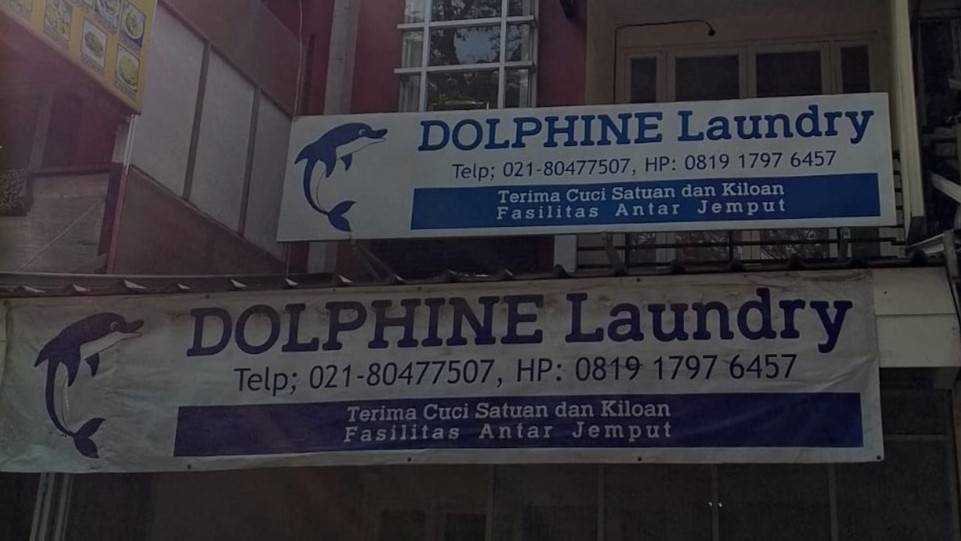 DOLPHINE Laundry
Telp; 021-80477507, HP: 0819 1797 6457
Terima Cuci Satuan dan Kiloan
Fasilitas Antar Jemput
DOLPHINE Laundry
Telp; 021-80477507, HP: 0819 1797 6457
Terima Cuci Satuan dan Kiloan
Fasilitas Antar Jemput